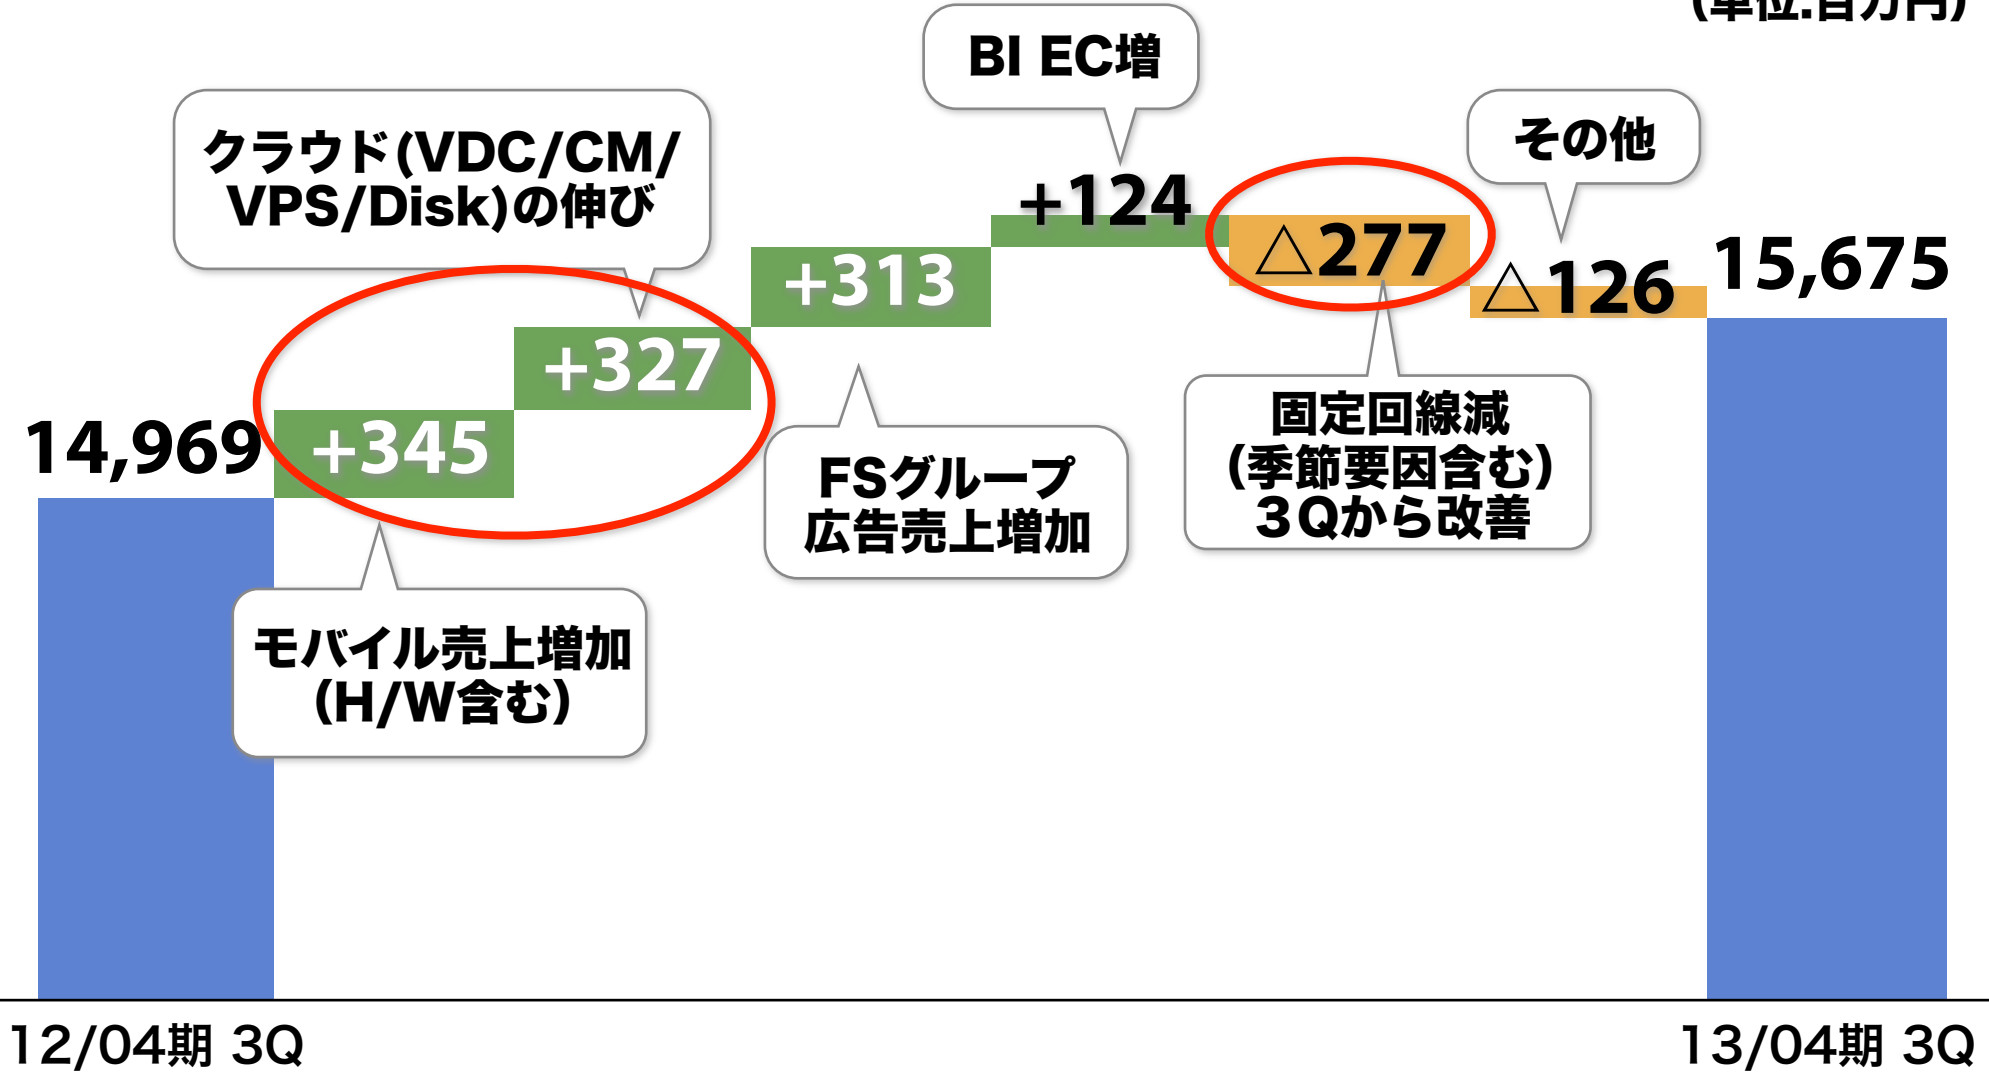 (単位:百万円)
BI EC増
クラウド(VDC/CM/
VPS/Disk)の伸び
その他
+124
△277
15,675
+313
△126
+327
14,969
+345
固定回線減
(季節要因含む)
3Qから改善
FSグループ
広告売上増加
モバイル売上増加
(H/W含む)
12/04期 3Q
13/04期 3Q